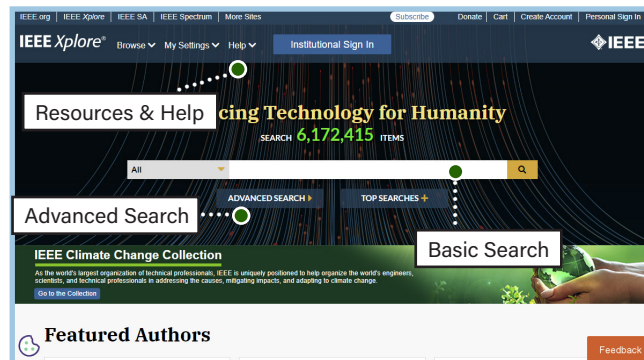 IEEE.org | IEEE Xplore | IEEE SA | IEEE Spectrum | More Sites Subscribe Donate | Cart | Create Account | Personal Sign In
IEEE Xplore® Browse My Settings Help Institutional Sign In IEEE
Resources & Help
cing Technology for Humanity
SEARCH 6,172,415 ITEMS
All
ADVANCED SEARCH TOP SEARCHES +
Advanced Search
Basic Search
IEEE Climate Change Collection
As the world's largest organization of technical professionals, IEEE is uniquely positioned to help organize the world's engineers,
scientists, and technical professionals in addressing the causes, mitigating impacts, and adapting to climate change.
Go to the Collection
Featured Authors
Feedback